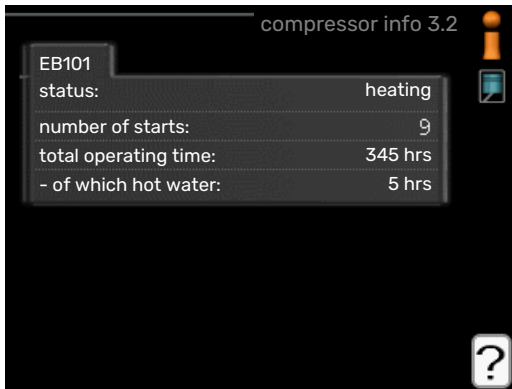 compressor info 3.2
EB101
status: heating
number of starts: 9
total operating time: 345 hrs
- of which hot water: 5 hrs
?